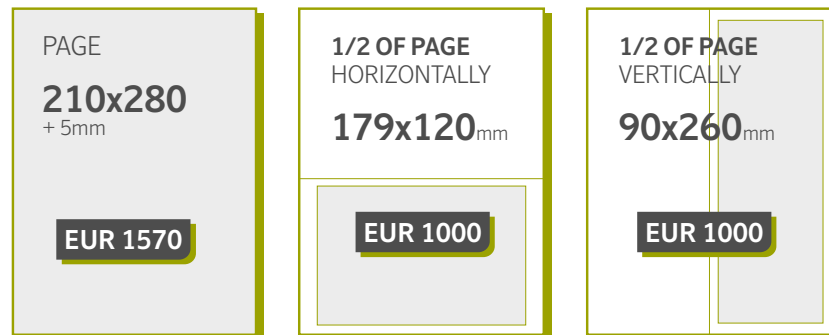 PAGE
210x280
+ 5mm
EUR 1570
1/2 OF PAGE
HORIZONTALLY
179x120mm
EUR 1000
1/2 OF PAGE
VERTICALLY
90x260mm
EUR 1000